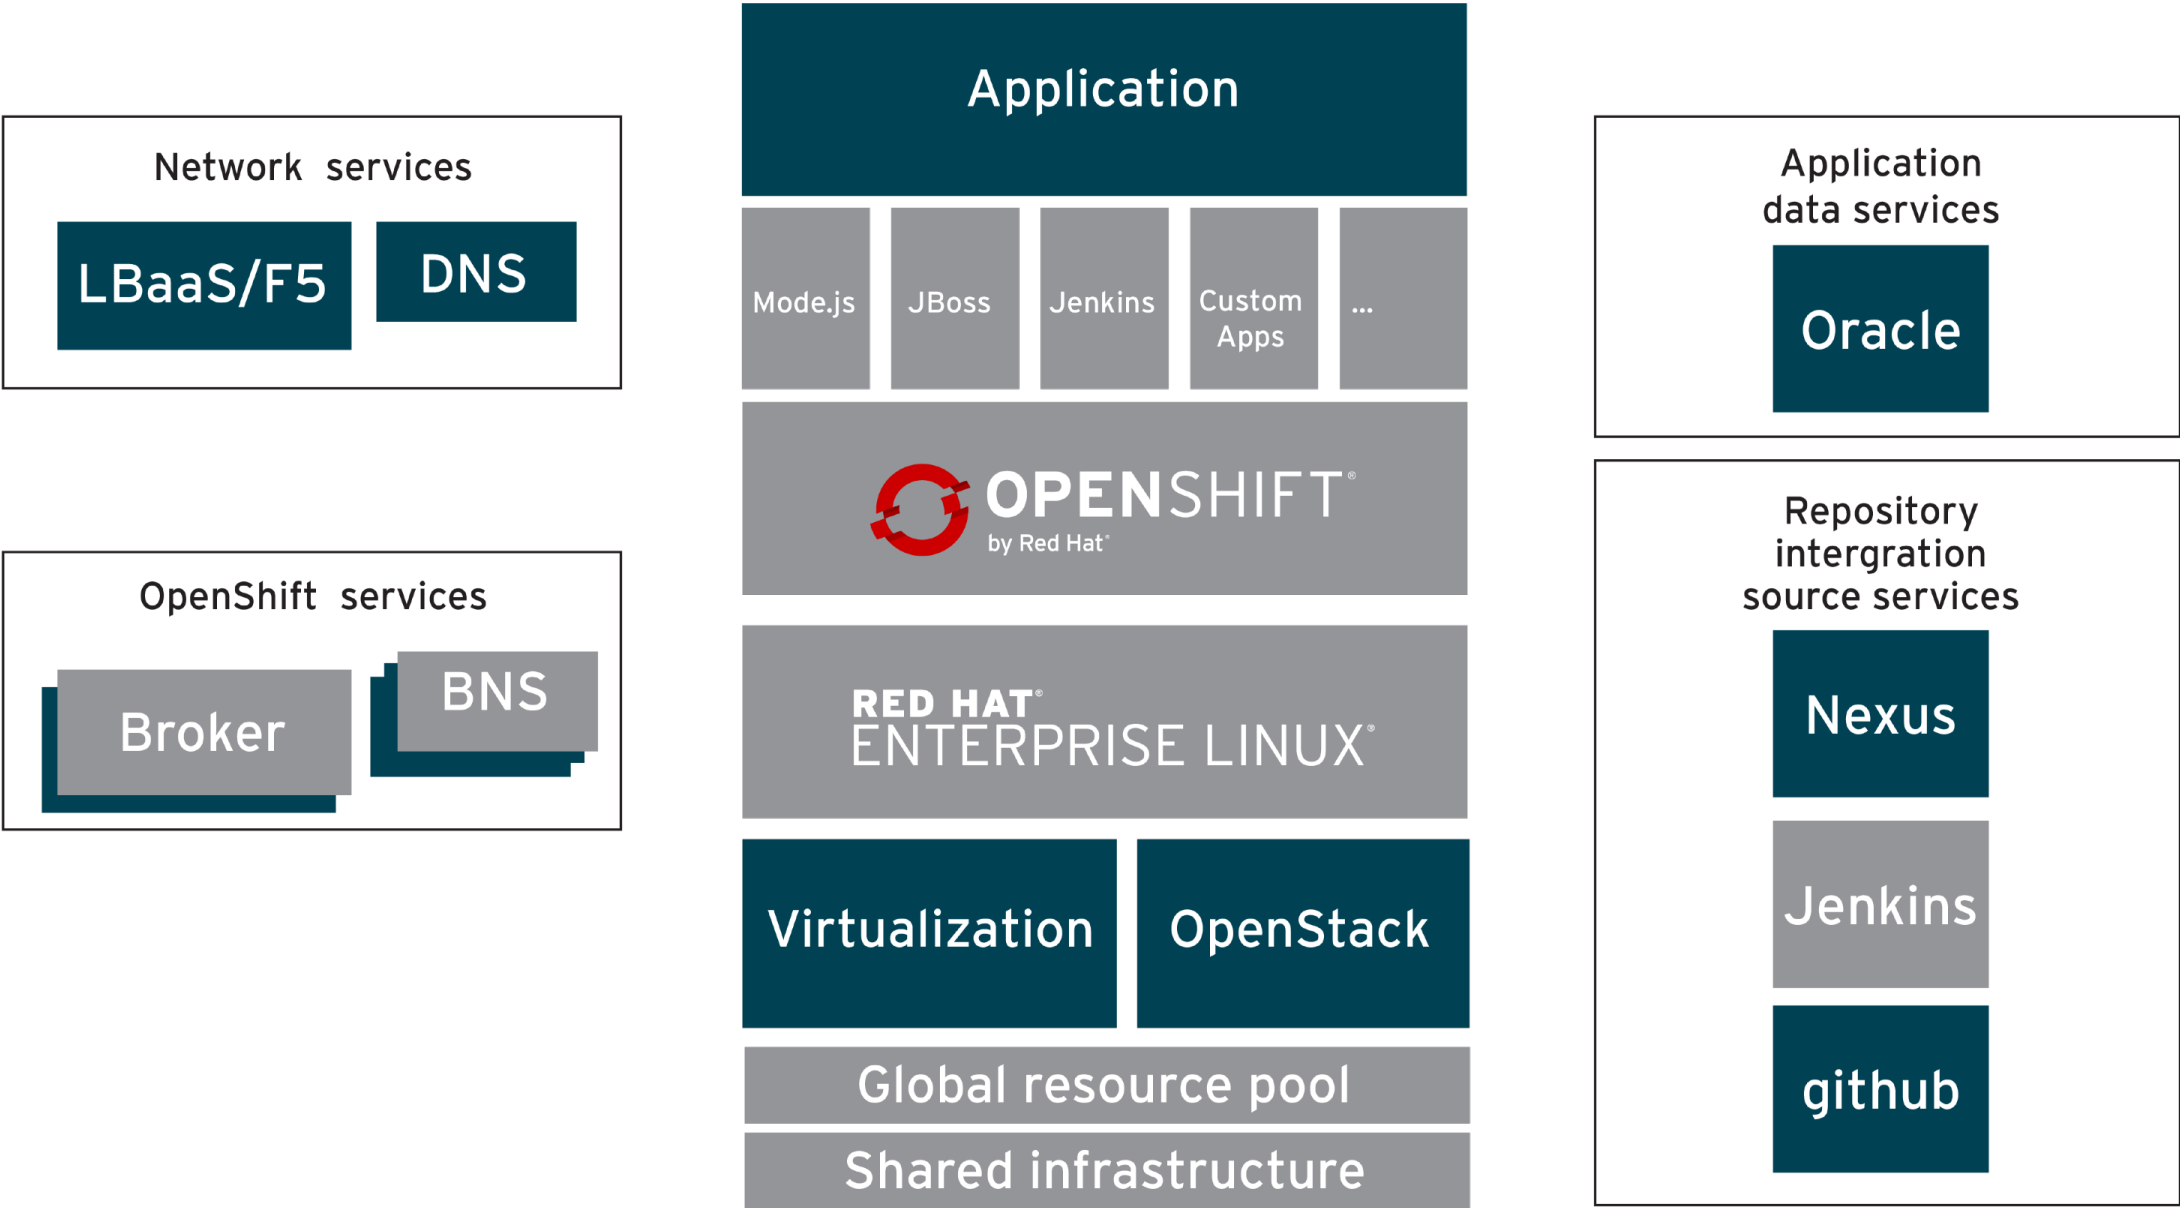 Application
Network services
LBaaS/F5
DNS
Mode.js
JBoss
Jenkins
Custom
Apps
...
OPENSHIFT®
by Red Hat®
OpenShift services
Broker
BNS
RED HAT®
ENTERPRISE LINUX®
Virtualization
OpenStack
Global resource pool
Shared infrastructure
Application
data services
Oracle
Repository
intergration
source services
Nexus
Jenkins
github